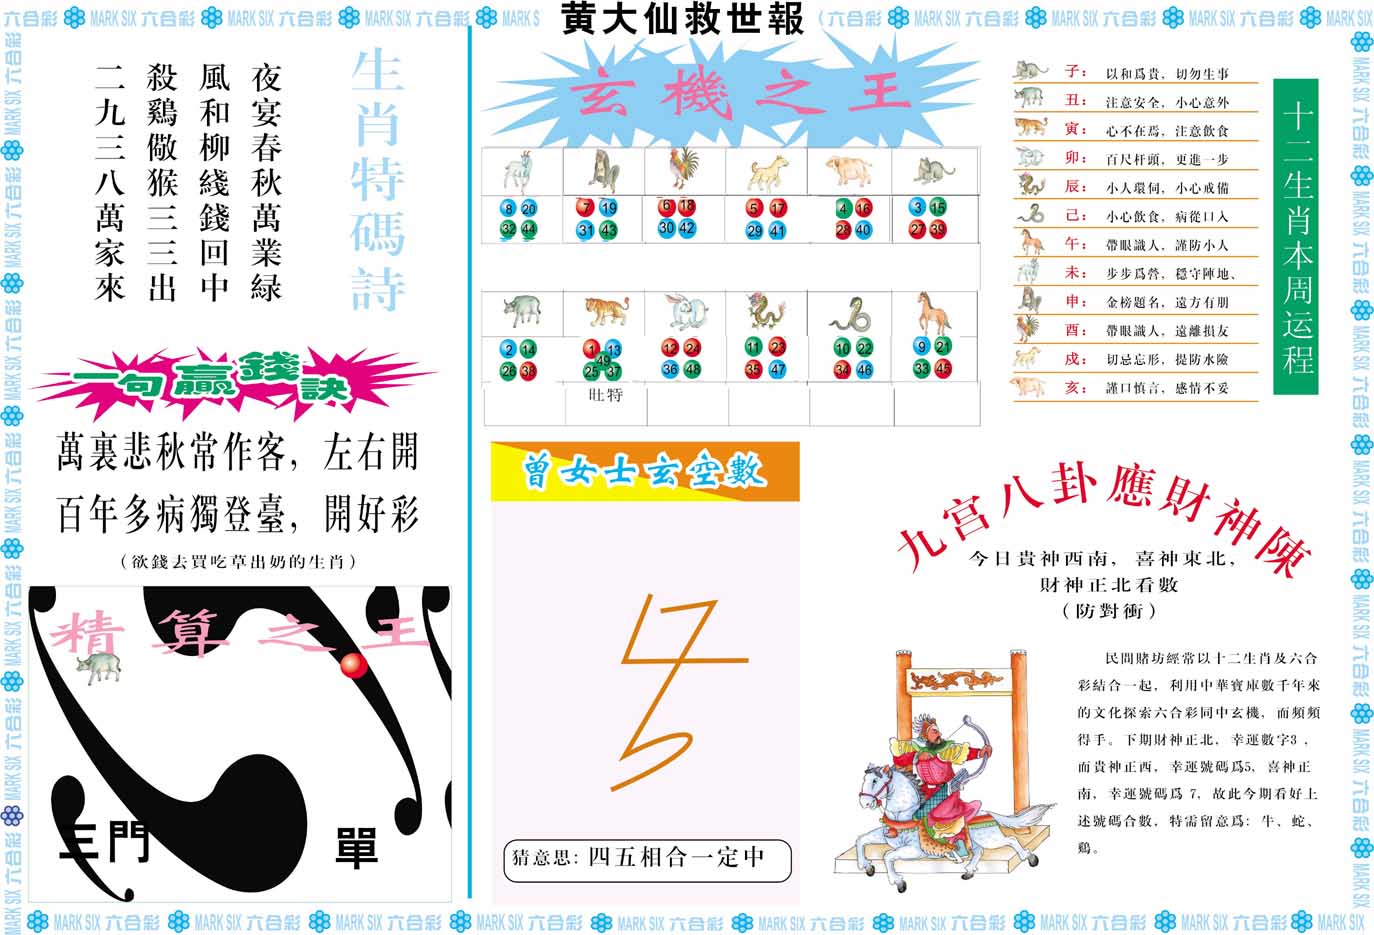 MARK SIX 六合彩
黄大仙救世報
生肖特碼詩
夜宴春秋萬業緑
風和柳綫錢回中
殺鷄儆猴三三出
二九三八萬家來
一句贏錢訣
萬裏悲秋常作客，左右開
百年多病獨登臺，開好彩
（欲錢去買吃草出奶的生肖）
精算之王
三門
單
玄機之王
8 20
32 44
7 19
31 43
6 18
30 42
5 17
29 41
4 16
28 40
3 15
27 39
2 14
26 38
1 13
49
25 37
12 24
36 48
11 23
35 47
10 22
34 46
9 21
33 45
吐特
曾女士玄空數
猜意思：四五相合一定中
十二生肖本周运程
子：以和爲貴，切勿生事
丑：注意安全，小心意外
寅：心不在焉，注意飲食
卯：百尺杆頭，更進一步
辰：小人環伺，小心戒備
己：小心飲食，病從口入
午：帶眼識人，謹防小人
未：步步爲營，穩守陣地、
申：金榜題名，遠方有朋
酉：帶眼識人，遠離損友
戌：切忌忘形，提防水險
亥：謹口慎言，感情不妥
九宫八卦應財神陳
今日貴神西南，喜神東北，
財神正北看數
（防對衝）
民間賭坊經常以十二生肖及六合
彩結合一起，利用中華寶庫數千年來
的文化探索六合彩同中玄機，而頻頻
得手。下期財神正北，幸運數字3，
而貴神正西，幸運號碼爲5，喜神正
南，幸運號碼爲 7，故此今期看好上
述號碼合數，特需留意爲：牛、蛇、
鷄。